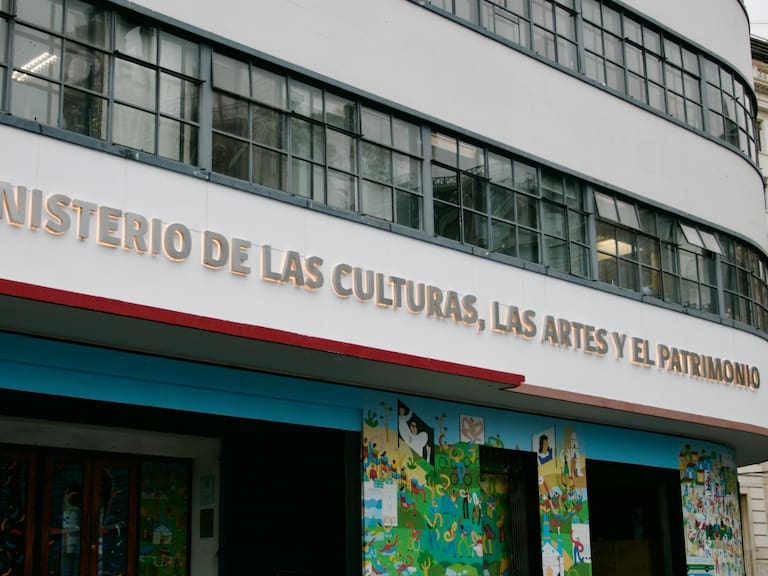 NISTERIO DE LAS CULTURAS, LAS ARTES Y EL PATRIMONIO